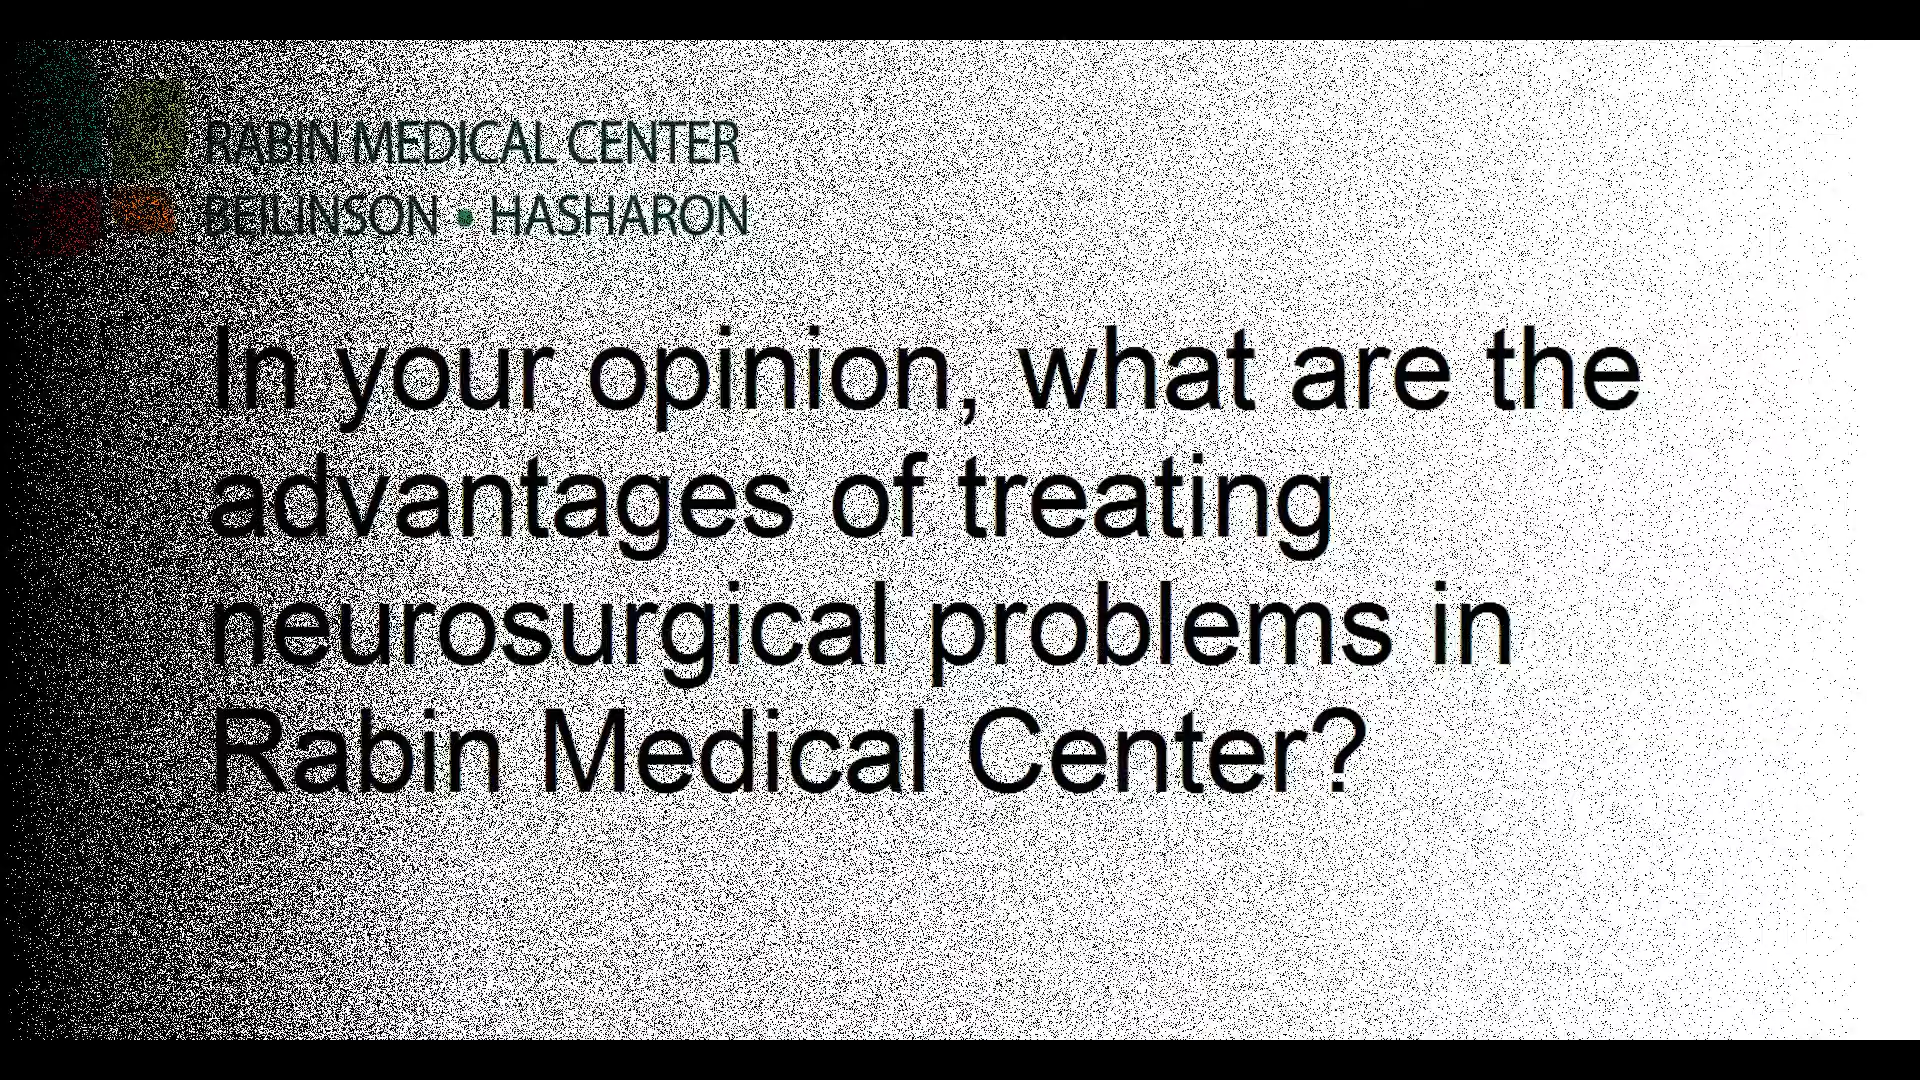 RABIN MEDICAL CENTER
BEILINSON • HASHARON
In your opinion, what are the
advantages of treating
neurosurgical problems in
Rabin Medical Center?